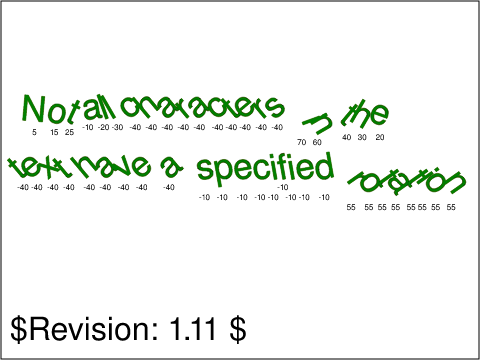 Not all characters in the
5 15 25 -10 -20 -30 -40 -40 -40 -40 -40 -40 -40 -40 -40 -40 70 60 40 30 20
text have a specified rotation
-40 -40 -40 -40 -40 -40 -40 -40 -40 -10 -10 -10 -10 -10 -10 -10 -10 -10 55 55 55 55 55 55 55 55
$Revision: 1.11 $